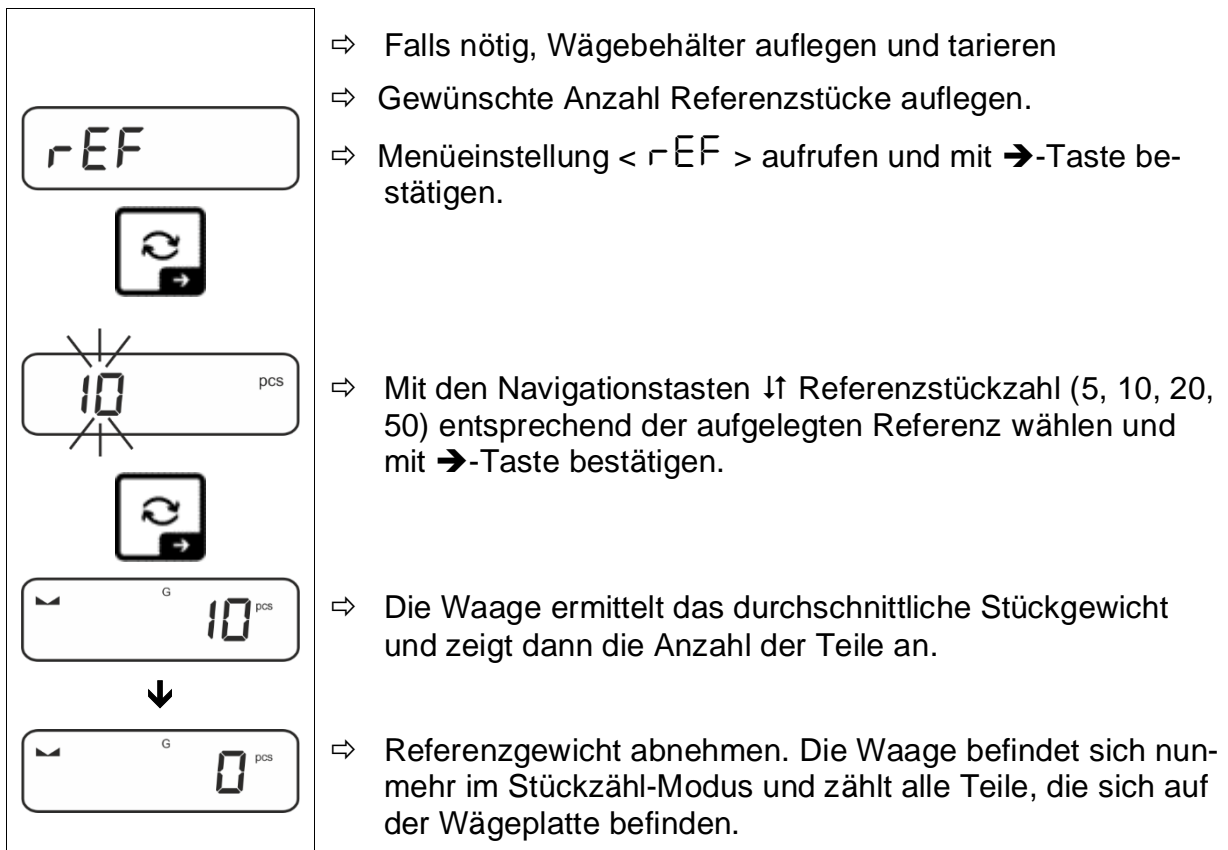 ⇨ Falls nötig, Wägebehälter auflegen und tarieren
⇨ Gewünschte Anzahl Referenzstücke auflegen.
rEF
⇨ Menüeinstellung < rEF > aufrufen und mit ➔-Taste be-
stätigen.
10 pcs
⇨ Mit den Navigationstasten ↓↑ Referenzstückzahl (5, 10, 20,
50) entsprechend der aufgelegten Referenz wählen und
mit ➔-Taste bestätigen.
G 10 pcs
⇨ Die Waage ermittelt das durchschnittliche Stückgewicht
und zeigt dann die Anzahl der Teile an.
G 0 pcs
⇨ Referenzgewicht abnehmen. Die Waage befindet sich nun-
mehr im Stückzähl-Modus und zählt alle Teile, die sich auf
der Wägeplatte befinden.